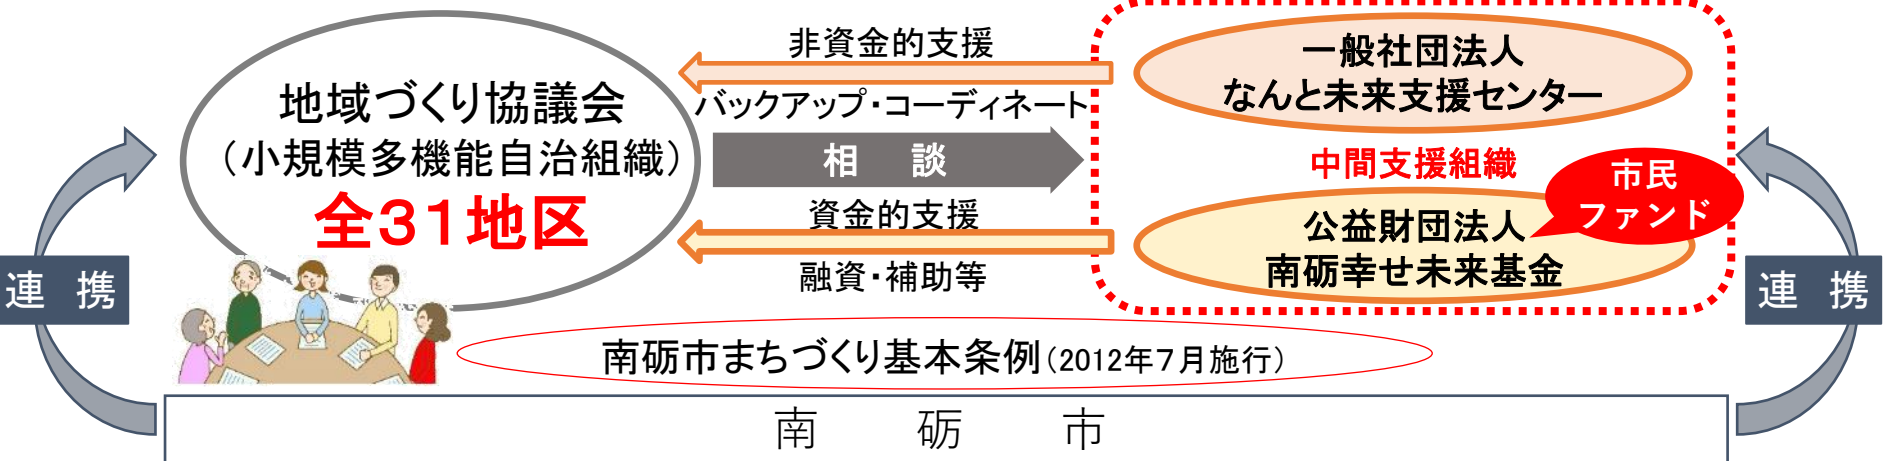 地域づくり協議会
（小規模多機能自治組織）
全31地区
非資金的支援
バックアップ・コーディネート
相　談
資金的支援
融資・補助等
一般社団法人
なんと未来支援センター
中間支援組織
市民
ファンド
公益財団法人
南砺幸せ未来基金
連　携
連　携
南砺市まちづくり基本条例（2012年７月施行）
南　砺　市